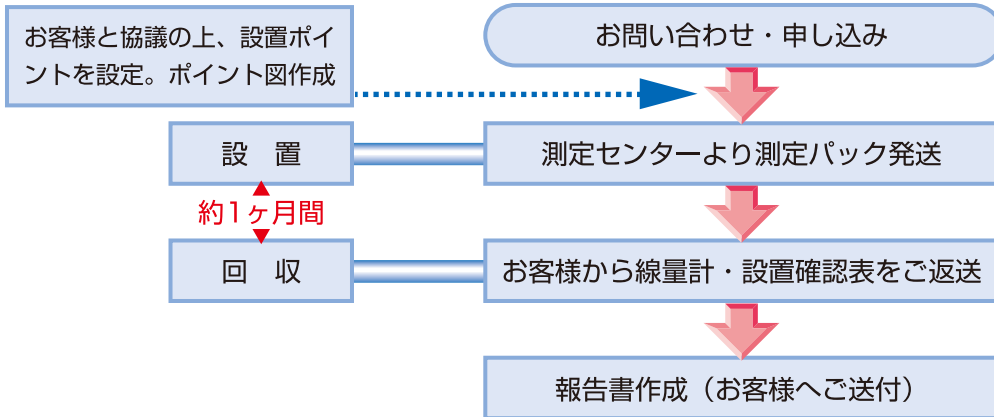 お問い合わせ・申し込み
お客様と協議の上、設置ポイ
ントを設定。ポイント図作成
設　置
測定センターより測定パック発送
約1ヶ月間
回　収
お客様から線量計・設置確認表をご返送
報告書作成（お客様へご送付）